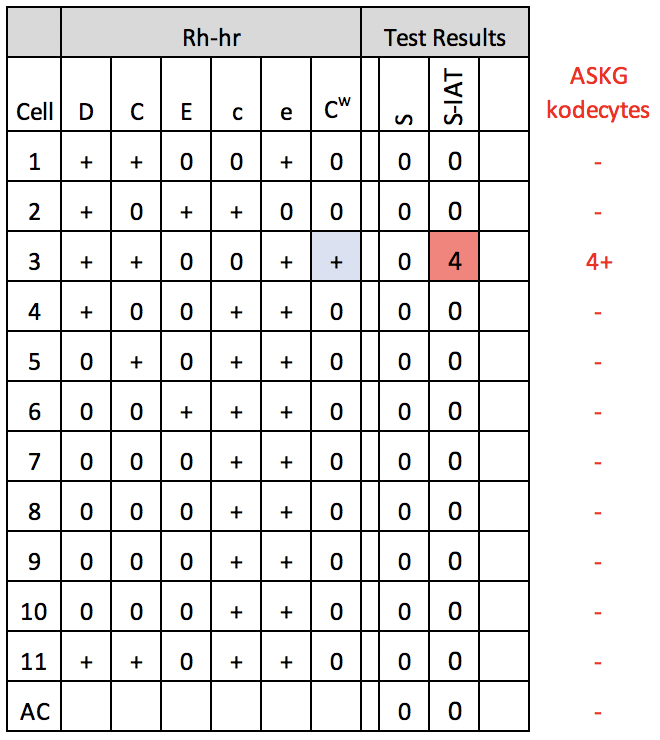 Rh-hr Test Results
ASKG
kodecytes
Cell D C E c e Cʷ S S-IAT
1 + + 0 0 + 0 0 0 -
2 + 0 + + 0 0 0 0 -
3 + + 0 0 + + 0 4 4+
4 + 0 0 + + 0 0 0 -
5 0 + 0 + + 0 0 0 -
6 0 0 + + + 0 0 0 -
7 0 0 0 + + 0 0 0 -
8 0 0 0 + + 0 0 0 -
9 0 0 0 + + 0 0 0 -
10 0 0 0 + + 0 0 0 -
11 + + 0 + + 0 0 0 -
AC 0 0 -